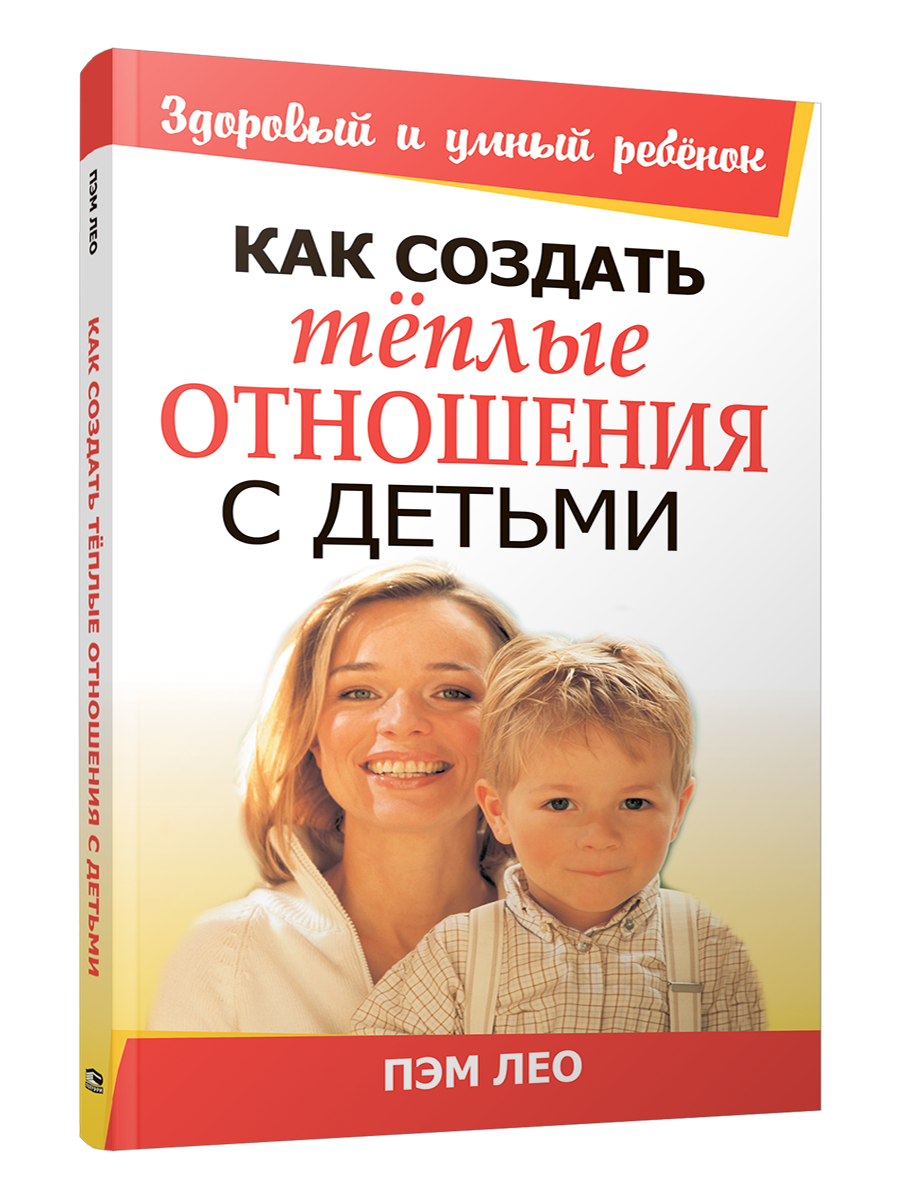 Здоровый и умный ребёнок
КАК СОЗДАТЬ
тёплые
ОТНОШЕНИЯ
С ДЕТЬМИ
ПЭМ ЛЕО
ПЭМ ЛЕО
КАК СОЗДАТЬ ТЁПЛЫЕ ОТНОШЕНИЯ С ДЕТЬМИ